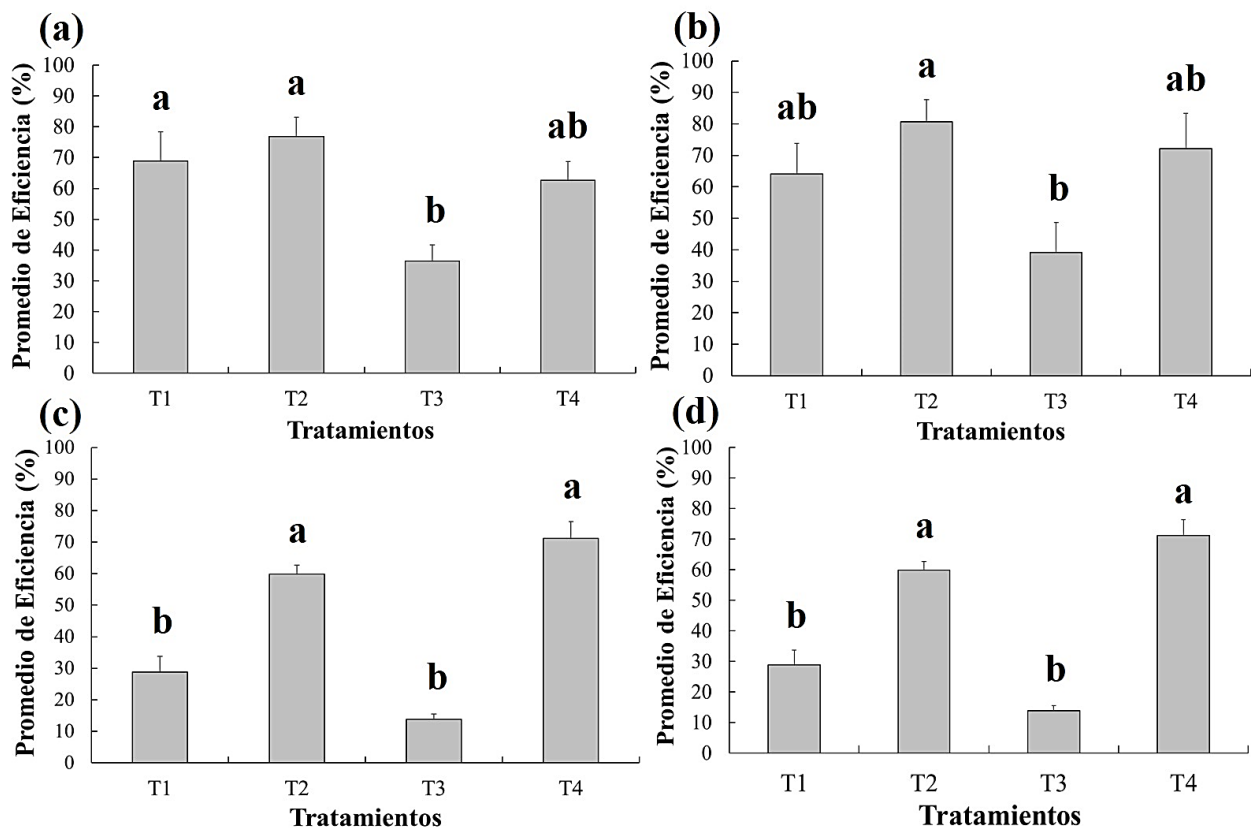 (a)
Promedio de Eficiencia (%)
100
90
80
70
60
50
40
30
20
10
0
a
a
b
ab
T1 T2 T3 T4
Tratamientos
(b)
Promedio de Eficiencia (%)
100
90
80
70
60
50
40
30
20
10
0
ab
a
b
ab
T1 T2 T3 T4
Tratamientos
(c)
Promedio de Eficiencia (%)
100
90
80
70
60
50
40
30
20
10
0
b
a
b
a
T1 T2 T3 T4
Tratamientos
(d)
Promedio de Eficiencia (%)
100
90
80
70
60
50
40
30
20
10
0
b
a
b
a
T1 T2 T3 T4
Tratamientos